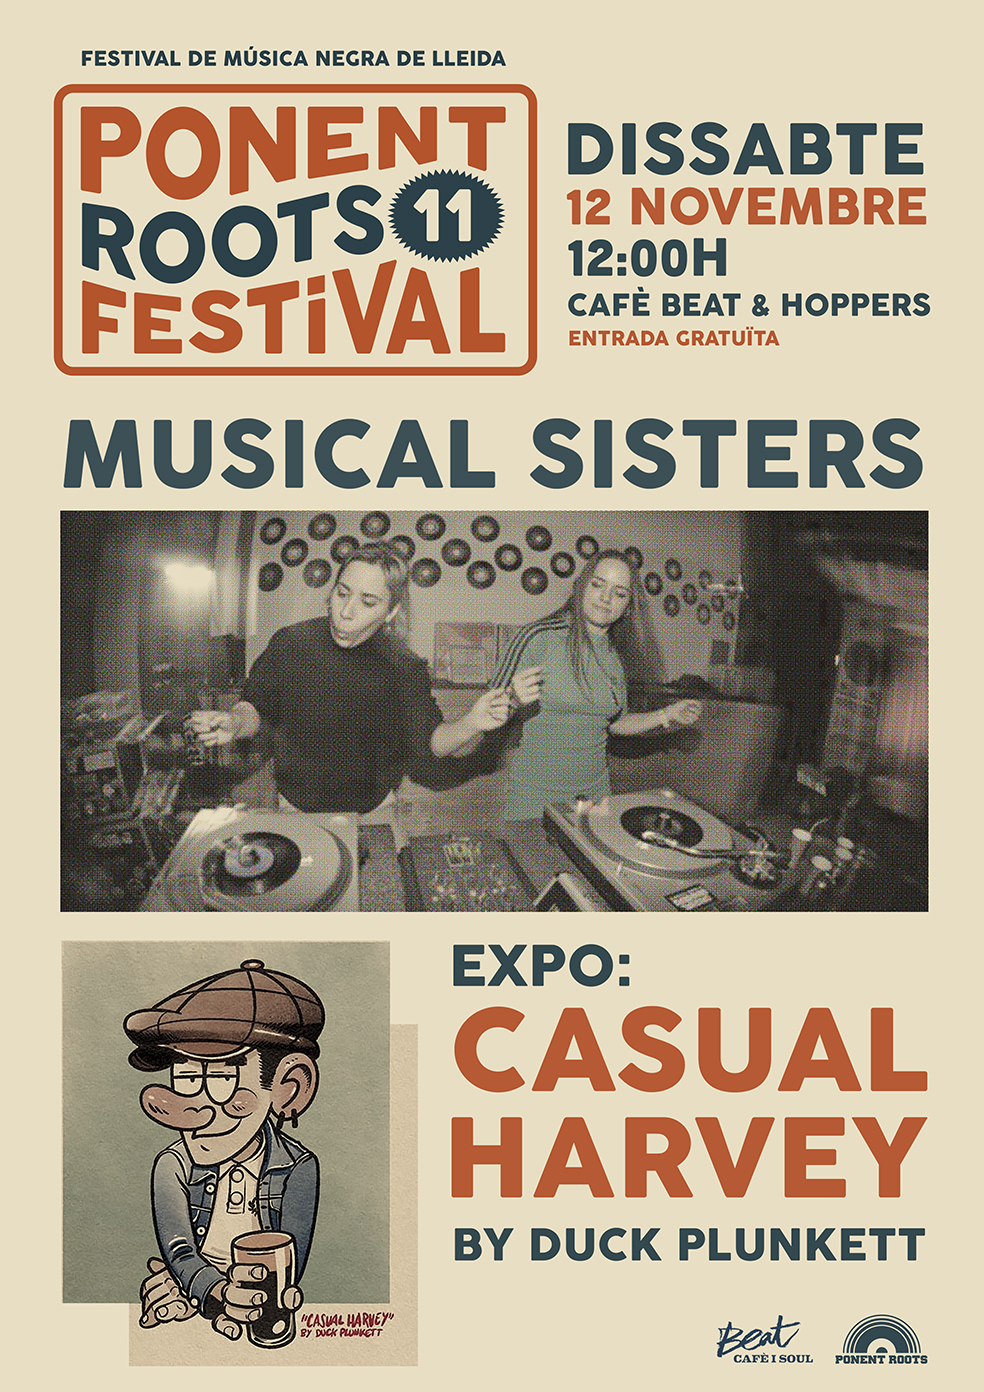 FESTIVAL DE MÚSICA NEGRA DE LLEIDA
PONENT
ROOTS 11
FESTiVAL
DISSABTE
12 NOVEMBRE
12:00H
CAFÈ BEAT & HOPPERS
ENTRADA GRATUÏTA
MUSICAL SISTERS
EXPO:
CASUAL
HARVEY
BY DUCK PLUNKETT
"CASUAL HARVEY"
BY DUCK PLUNKETT
Beat
CAFÈ I SOUL
PONENT ROOTS